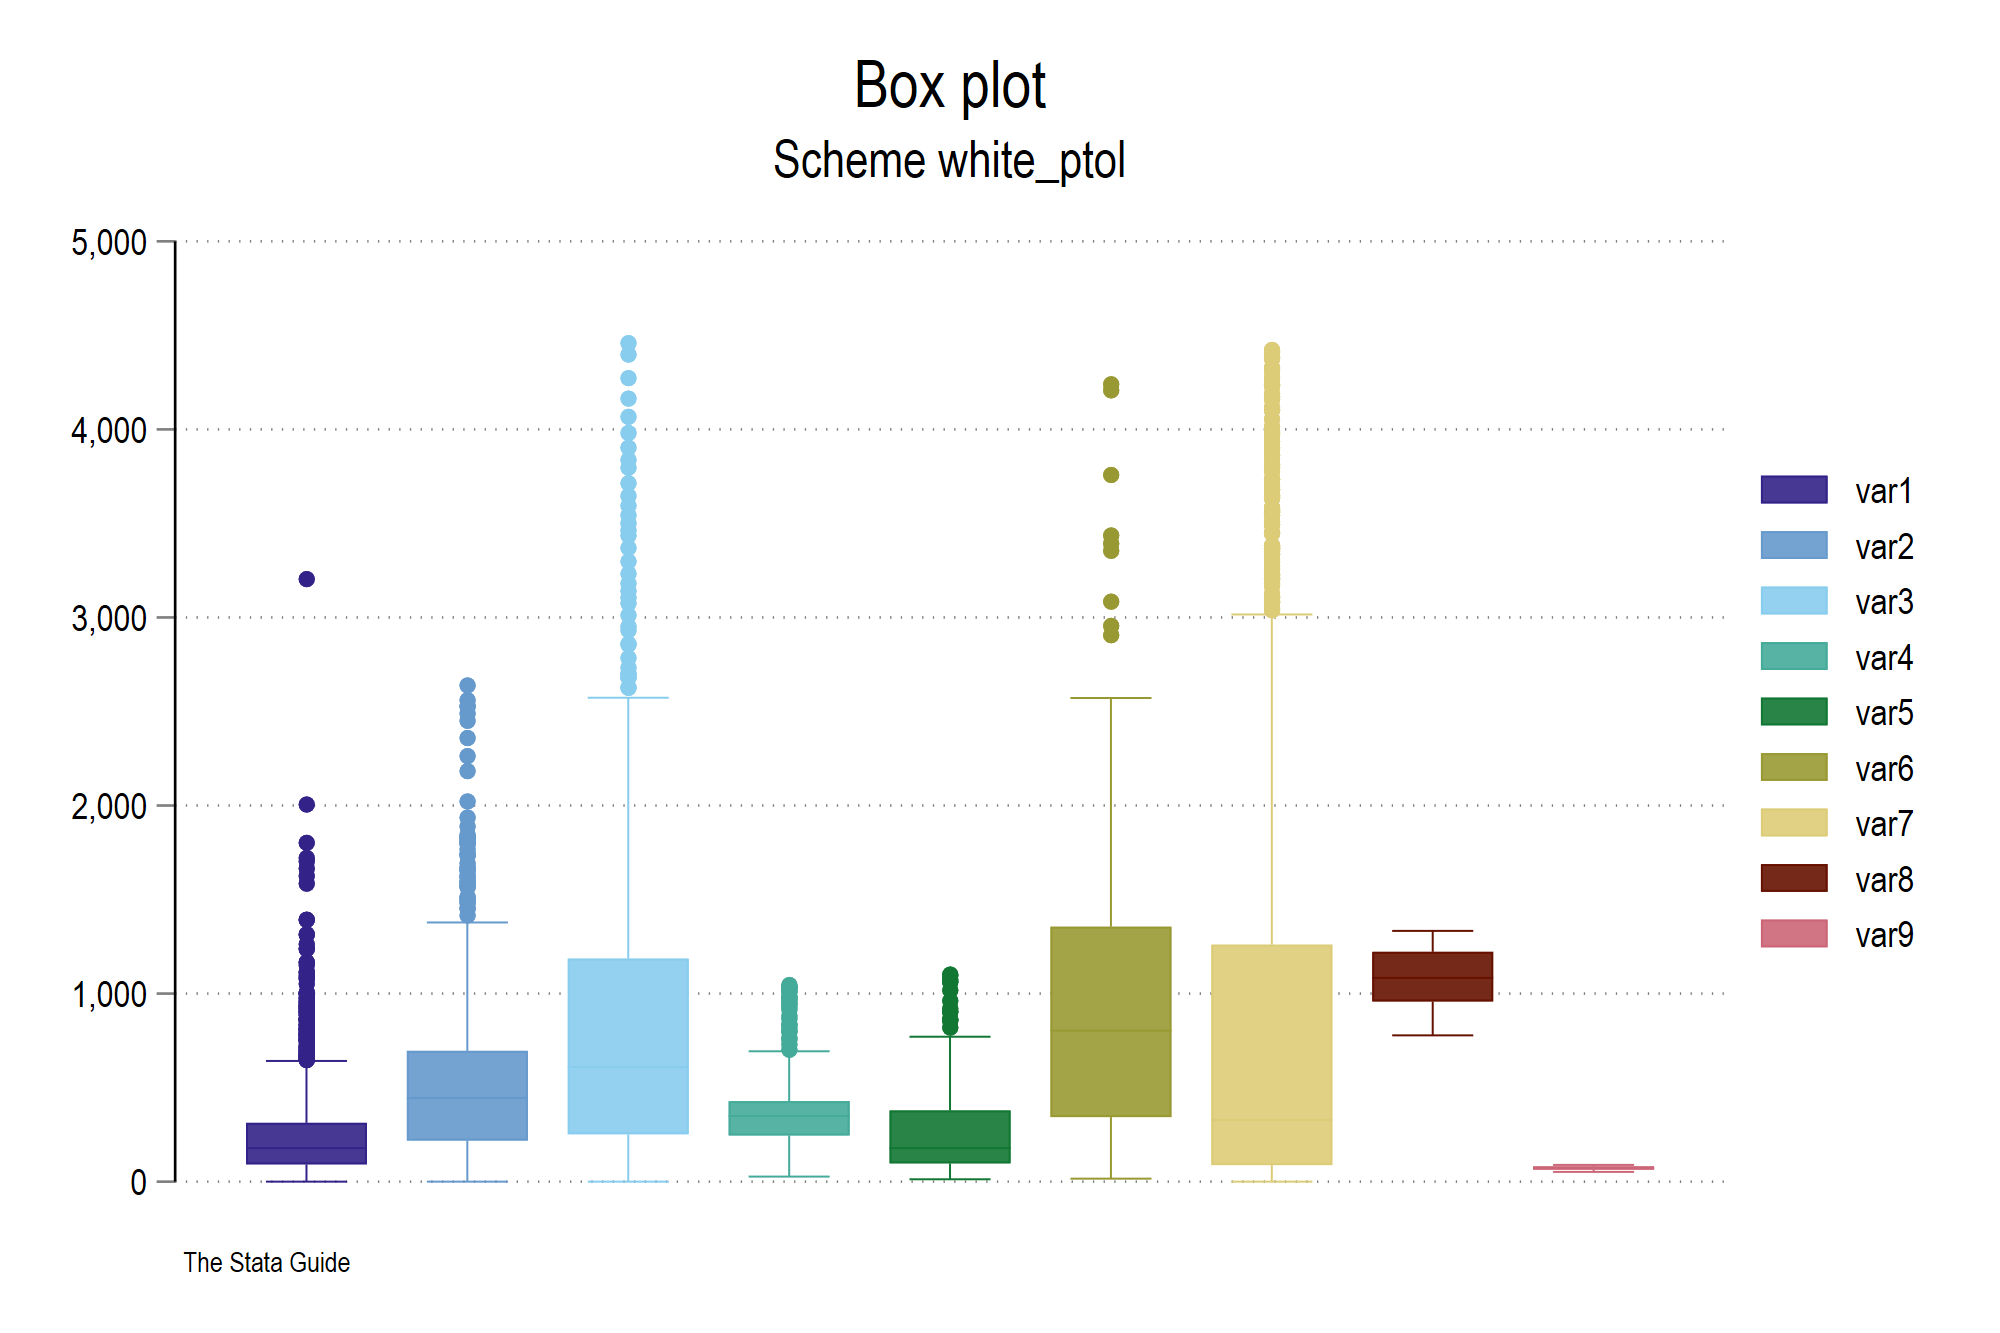 Box plot
Scheme white_ptol
5,000
4,000
3,000
2,000
1,000
0
var1
var2
var3
var4
var5
var6
var7
var8
var9
The Stata Guide